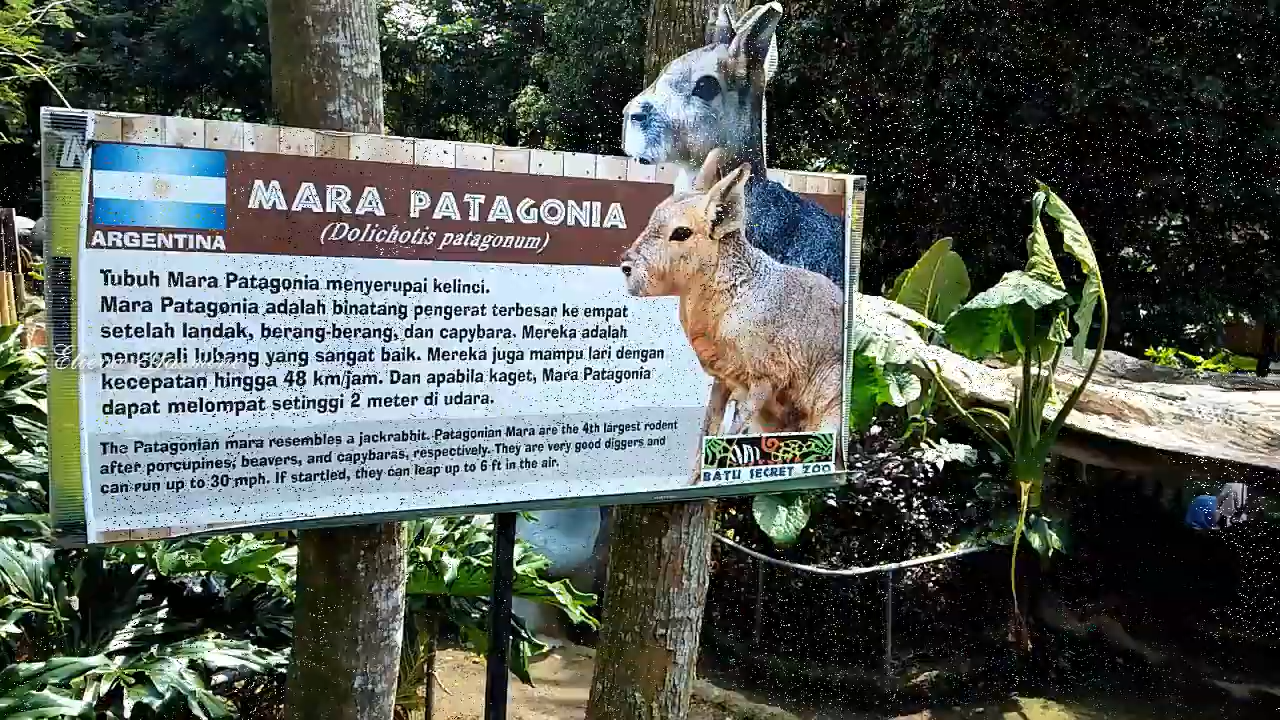 MARA PATAGONIA
(Dolichotis patagonum)
ARGENTINA
Tubuh Mara Patagonia menyerupai kelinci.
Mara Patagonia adalah binatang pengerat terbesar ke empat
setelah landak, berang-berang, dan capybara. Mereka adalah
penggali lubang yang sangat baik. Mereka juga mampu lari dengan
kecepatan hingga 48 km/jam. Dan apabila kaget, Mara Patagonia
dapat melompat setinggi 2 meter di udara.
The Patagonian mara resembles a jackrabbit. Patagonian Mara are the 4th largest rodent
after porcupines, beavers, and capybaras, respectively. They are very good diggers and
can run up to 30 mph. If startled, they can leap up to 6 ft in the air.
BATU SECRET ZOO